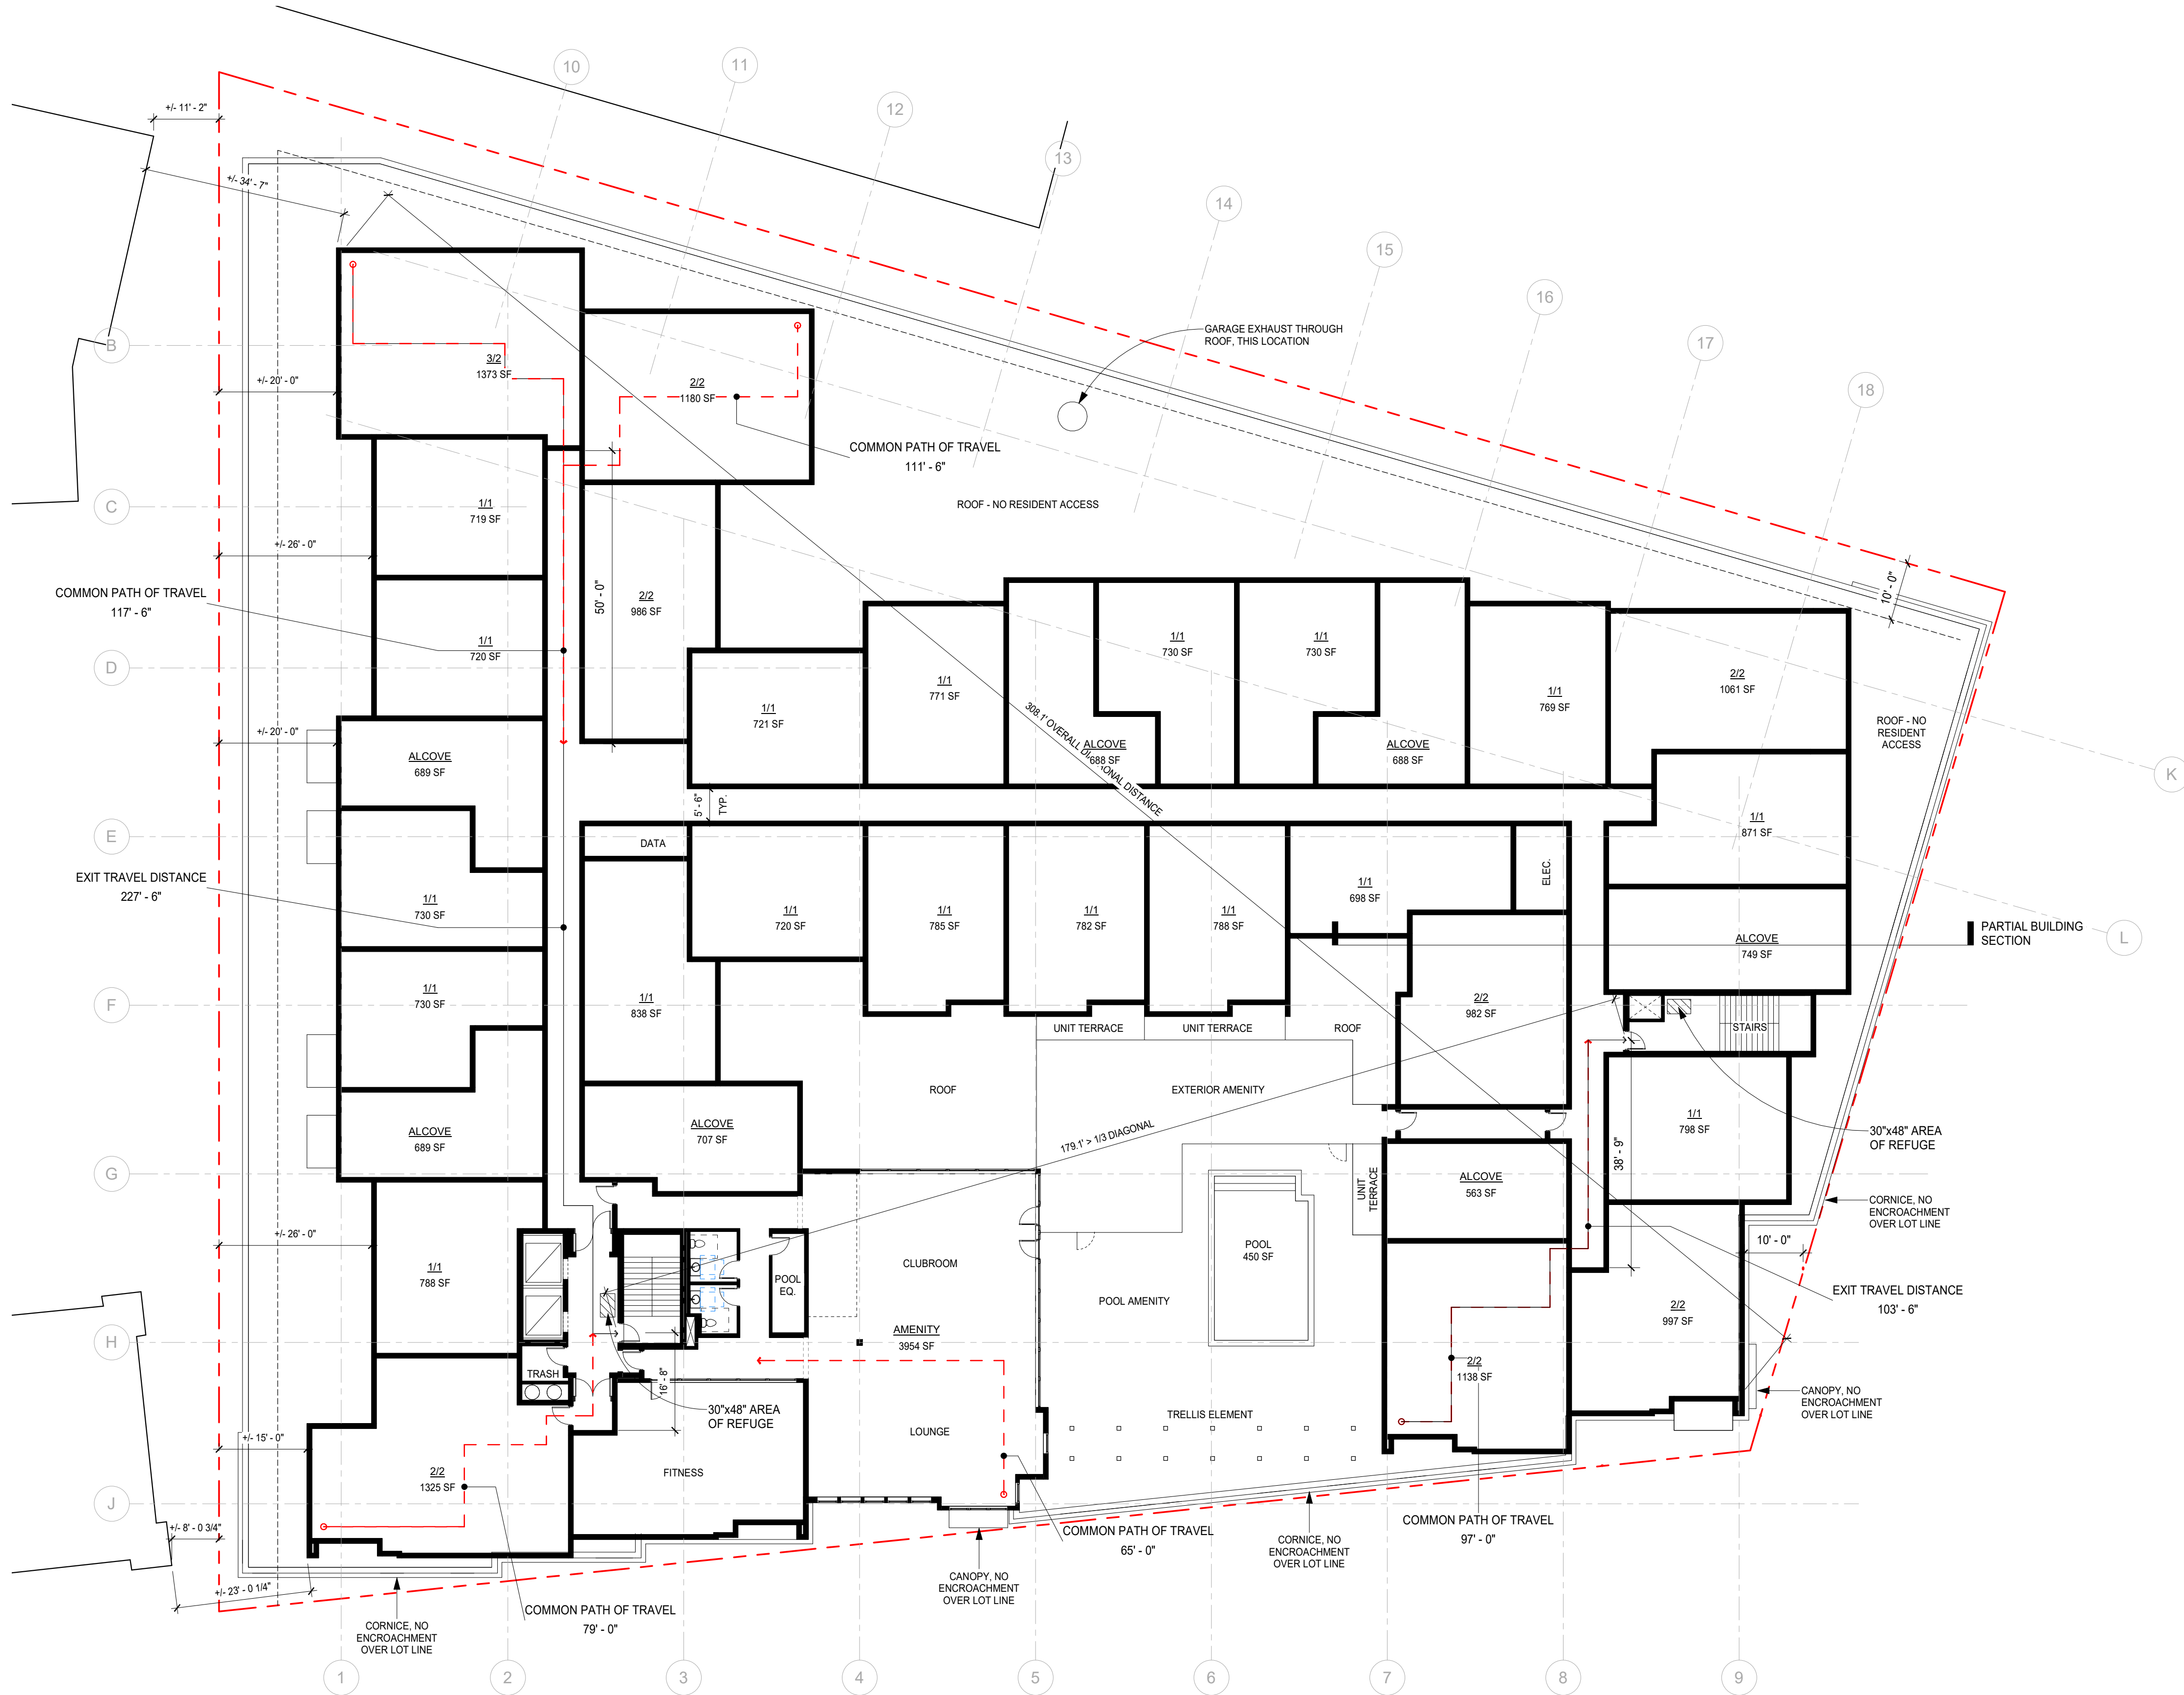 10
11
12
13
14
15
16
17
18
+/- 11' - 2"
+/- 34' - 7"
B
+/- 20' - 0"
3/2
1373 SF
2/2
1180 SF
GARAGE EXHAUST THROUGH
ROOF, THIS LOCATION
COMMON PATH OF TRAVEL
111' - 6"
C
1/1
719 SF
ROOF - NO RESIDENT ACCESS
+/- 26' - 0"
COMMON PATH OF TRAVEL
117' - 6"
50' - 0"
2/2
986 SF
10' - 0"
D
1/1
720 SF
1/1
721 SF
1/1
771 SF
1/1
730 SF
1/1
730 SF
1/1
769 SF
2/2
1061 SF
ROOF - NO
RESIDENT
ACCESS
308.1' OVERALL DIAGONAL DISTANCE
+/- 20' - 0"
ALCOVE
689 SF
ALCOVE
688 SF
ALCOVE
688 SF
K
5' - 6"
TYP.
E
DATA
1/1
871 SF
ELEC.
EXIT TRAVEL DISTANCE
227' - 6"
1/1
730 SF
1/1
720 SF
1/1
785 SF
1/1
782 SF
1/1
788 SF
1/1
698 SF
ALCOVE
749 SF
PARTIAL BUILDING
SECTION
L
F
1/1
730 SF
1/1
838 SF
2/2
982 SF
UNIT TERRACE
UNIT TERRACE
ROOF
STAIRS
ROOF
EXTERIOR AMENITY
ALCOVE
689 SF
ALCOVE
707 SF
179.1' > 1/3 DIAGONAL
1/1
798 SF
30"x48" AREA
OF REFUGE
38' - 9"
G
UNIT
TERRACE
ALCOVE
563 SF
CORNICE, NO
ENCROACHMENT
OVER LOT LINE
+/- 26' - 0"
1/1
788 SF
POOL
EQ.
CLUBROOM
POOL
450 SF
10' - 0"
POOL AMENITY
EXIT TRAVEL DISTANCE
103' - 6"
2/2
997 SF
H
AMENITY
3954 SF
TRASH
16' - 8"
2/2
1138 SF
30"x48" AREA
OF REFUGE
CANOPY, NO
ENCROACHMENT
OVER LOT LINE
TRELLIS ELEMENT
LOUNGE
+/- 15' - 0"
2/2
1325 SF
FITNESS
J
+/- 8' - 0 3/4"
COMMON PATH OF TRAVEL
65' - 0"
CORNICE, NO
ENCROACHMENT
OVER LOT LINE
COMMON PATH OF TRAVEL
97' - 0"
CANOPY, NO
ENCROACHMENT
OVER LOT LINE
+/- 23' - 0 1/4"
COMMON PATH OF TRAVEL
79' - 0"
CORNICE, NO
ENCROACHMENT
OVER LOT LINE
1
2
3
4
5
6
7
8
9